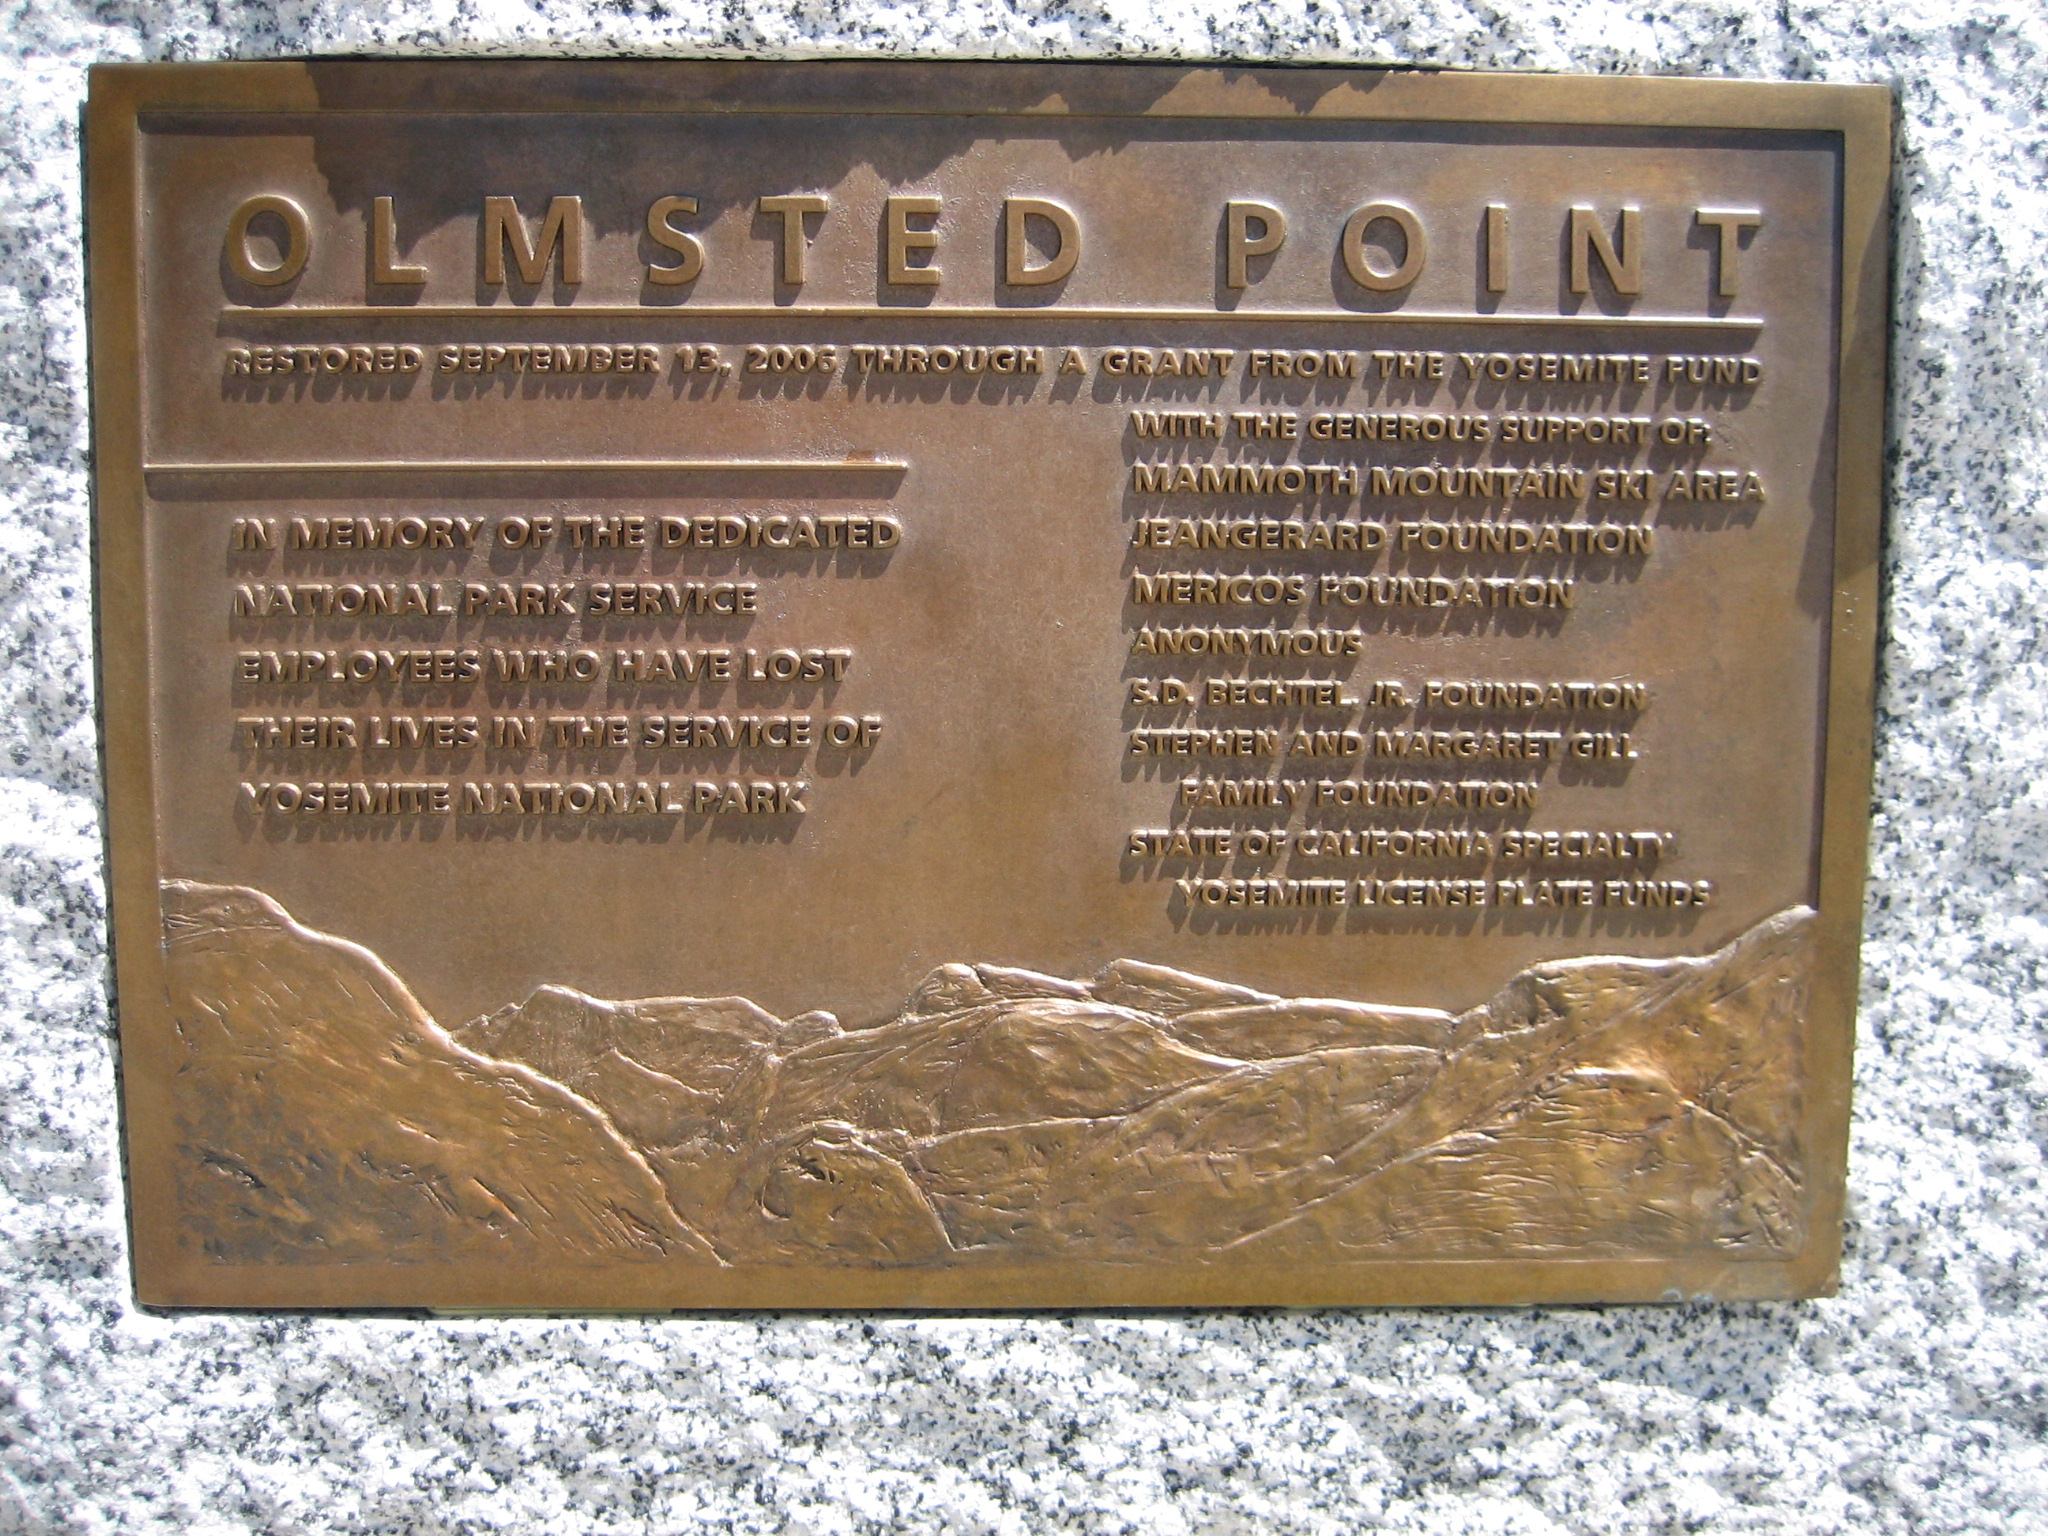 OLMSTED POINT
RESTORED SEPTEMBER 13, 2006 THROUGH A GRANT FROM THE YOSEMITE FUND
IN MEMORY OF THE DEDICATED
NATIONAL PARK SERVICE
EMPLOYEES WHO HAVE LOST
THEIR LIVES IN THE SERVICE OF
YOSEMITE NATIONAL PARK
WITH THE GENEROUS SUPPORT OF:
MAMMOTH MOUNTAIN SKI AREA
JEANGERARD FOUNDATION
MERICOS FOUNDATION
ANONYMOUS
S.D. BECHTEL, JR. FOUNDATION
STEPHEN AND MARGARET GILL
FAMILY FOUNDATION
STATE OF CALIFORNIA SPECIALTY
YOSEMITE LICENSE PLATE FUNDS